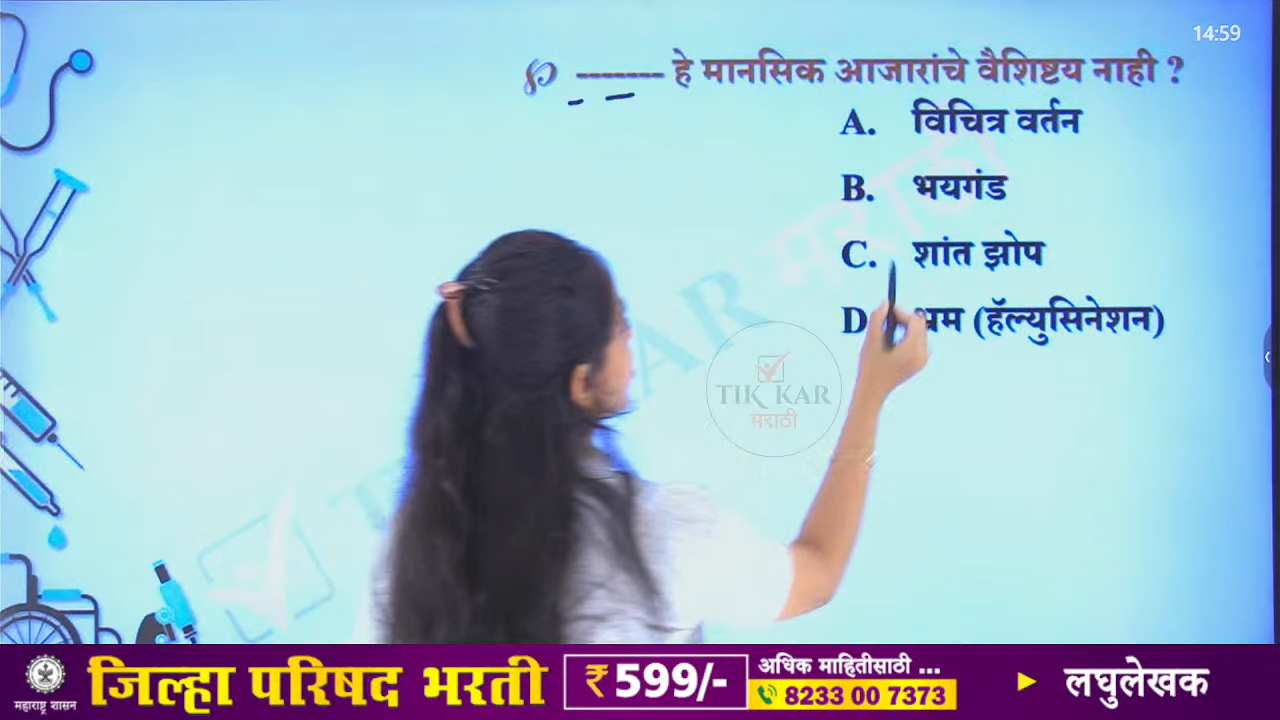 14:59
------- हे मानसिक आजारांचे वैशिष्टय नाही ?
A. विचित्र वर्तन
B. भयगंड
C. शांत झोप
D भ्रम (हॅल्युसिनेशन)
TIK KAR
मराठी
महाराष्ट्र शासन
जिल्हा परिषद भरती
₹599/-
अधिक माहितीसाठी ...
8233 00 7373
लघुलेखक